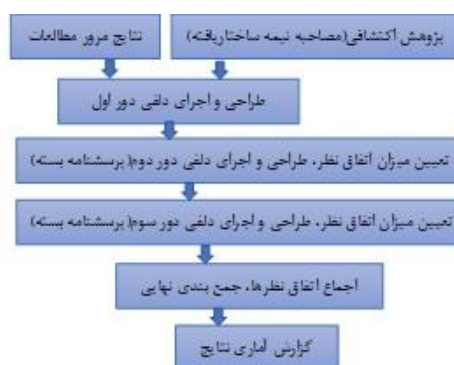 پژوهش اکتشافی(مصاحبه نیمه ساختاریافته)
نتایج مرور مطالعات
طراحی و اجرای دلفی دور اول
تعیین میزان اتفاق نظر، طراحی و اجرای دلفی دور دوم(پرسشنامه بسته)
تعیین میزان اتفاق نظر، طراحی و اجرای دلفی دور سوم(پرسشنامه بسته)
اجماع اتفاق نظرها، جمع بندی نهایی
گزارش آماری نتایج